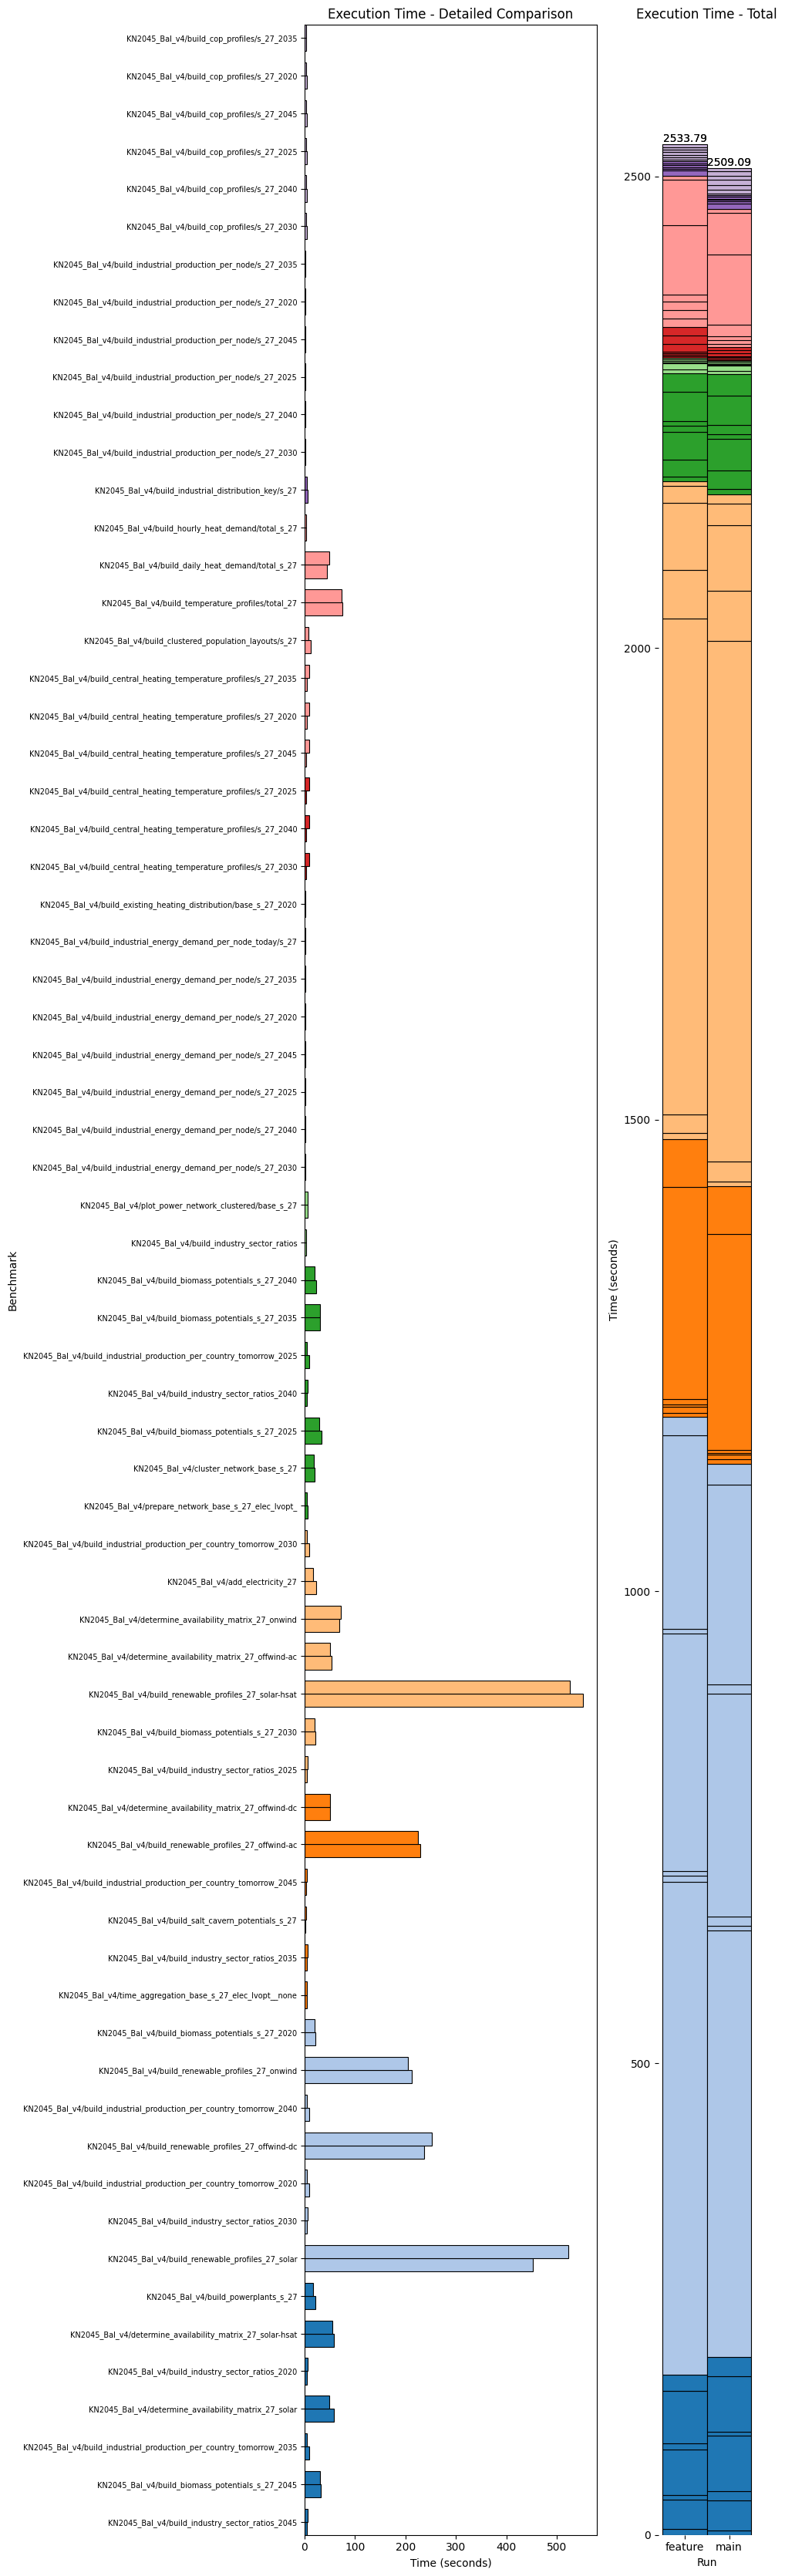 Execution Time - Detailed Comparison
Execution Time - Total
KN2045_Bal_v4/build_cop_profiles/s_27_2035
KN2045_Bal_v4/build_cop_profiles/s_27_2020
KN2045_Bal_v4/build_cop_profiles/s_27_2045
KN2045_Bal_v4/build_cop_profiles/s_27_2025
KN2045_Bal_v4/build_cop_profiles/s_27_2040
KN2045_Bal_v4/build_cop_profiles/s_27_2030
KN2045_Bal_v4/build_industrial_production_per_node/s_27_2035
KN2045_Bal_v4/build_industrial_production_per_node/s_27_2020
KN2045_Bal_v4/build_industrial_production_per_node/s_27_2045
KN2045_Bal_v4/build_industrial_production_per_node/s_27_2025
KN2045_Bal_v4/build_industrial_production_per_node/s_27_2040
KN2045_Bal_v4/build_industrial_production_per_node/s_27_2030
KN2045_Bal_v4/build_industrial_distribution_key/s_27
KN2045_Bal_v4/build_hourly_heat_demand/total_s_27
KN2045_Bal_v4/build_daily_heat_demand/total_s_27
KN2045_Bal_v4/build_temperature_profiles/total_27
KN2045_Bal_v4/build_clustered_population_layouts/s_27
KN2045_Bal_v4/build_central_heating_temperature_profiles/s_27_2035
KN2045_Bal_v4/build_central_heating_temperature_profiles/s_27_2020
KN2045_Bal_v4/build_central_heating_temperature_profiles/s_27_2045
KN2045_Bal_v4/build_central_heating_temperature_profiles/s_27_2025
KN2045_Bal_v4/build_central_heating_temperature_profiles/s_27_2040
KN2045_Bal_v4/build_central_heating_temperature_profiles/s_27_2030
KN2045_Bal_v4/build_existing_heating_distribution/base_s_27_2020
KN2045_Bal_v4/build_industrial_energy_demand_per_node_today/s_27
KN2045_Bal_v4/build_industrial_energy_demand_per_node/s_27_2035
KN2045_Bal_v4/build_industrial_energy_demand_per_node/s_27_2020
KN2045_Bal_v4/build_industrial_energy_demand_per_node/s_27_2045
KN2045_Bal_v4/build_industrial_energy_demand_per_node/s_27_2025
KN2045_Bal_v4/build_industrial_energy_demand_per_node/s_27_2040
KN2045_Bal_v4/build_industrial_energy_demand_per_node/s_27_2030
KN2045_Bal_v4/plot_power_network_clustered/base_s_27
KN2045_Bal_v4/build_industry_sector_ratios
KN2045_Bal_v4/build_biomass_potentials_s_27_2040
KN2045_Bal_v4/build_biomass_potentials_s_27_2035
KN2045_Bal_v4/build_industrial_production_per_country_tomorrow_2025
KN2045_Bal_v4/build_industry_sector_ratios_2040
KN2045_Bal_v4/build_biomass_potentials_s_27_2025
KN2045_Bal_v4/cluster_network_base_s_27
KN2045_Bal_v4/prepare_network_base_s_27_elec_lvopt_
KN2045_Bal_v4/build_industrial_production_per_country_tomorrow_2030
KN2045_Bal_v4/add_electricity_27
KN2045_Bal_v4/determine_availability_matrix_27_onwind
KN2045_Bal_v4/determine_availability_matrix_27_offwind-ac
KN2045_Bal_v4/build_renewable_profiles_27_solar-hsat
KN2045_Bal_v4/build_biomass_potentials_s_27_2030
KN2045_Bal_v4/build_industry_sector_ratios_2025
KN2045_Bal_v4/determine_availability_matrix_27_offwind-dc
KN2045_Bal_v4/build_renewable_profiles_27_offwind-ac
KN2045_Bal_v4/build_industrial_production_per_country_tomorrow_2045
KN2045_Bal_v4/build_salt_cavern_potentials_s_27
KN2045_Bal_v4/build_industry_sector_ratios_2035
KN2045_Bal_v4/time_aggregation_base_s_27_elec_lvopt__none
KN2045_Bal_v4/build_biomass_potentials_s_27_2020
KN2045_Bal_v4/build_renewable_profiles_27_onwind
KN2045_Bal_v4/build_industrial_production_per_country_tomorrow_2040
KN2045_Bal_v4/build_renewable_profiles_27_offwind-dc
KN2045_Bal_v4/build_industrial_production_per_country_tomorrow_2020
KN2045_Bal_v4/build_industry_sector_ratios_2030
KN2045_Bal_v4/build_renewable_profiles_27_solar
KN2045_Bal_v4/build_powerplants_s_27
KN2045_Bal_v4/determine_availability_matrix_27_solar-hsat
KN2045_Bal_v4/build_industry_sector_ratios_2020
KN2045_Bal_v4/determine_availability_matrix_27_solar
KN2045_Bal_v4/build_industrial_production_per_country_tomorrow_2035
KN2045_Bal_v4/build_biomass_potentials_s_27_2045
KN2045_Bal_v4/build_industry_sector_ratios_2045
Benchmark
0 100 200 300 400 500
Time (seconds)
2533.79
2509.09
2500
2000
1500
1000
500
0
Time (seconds)
feature main
Run